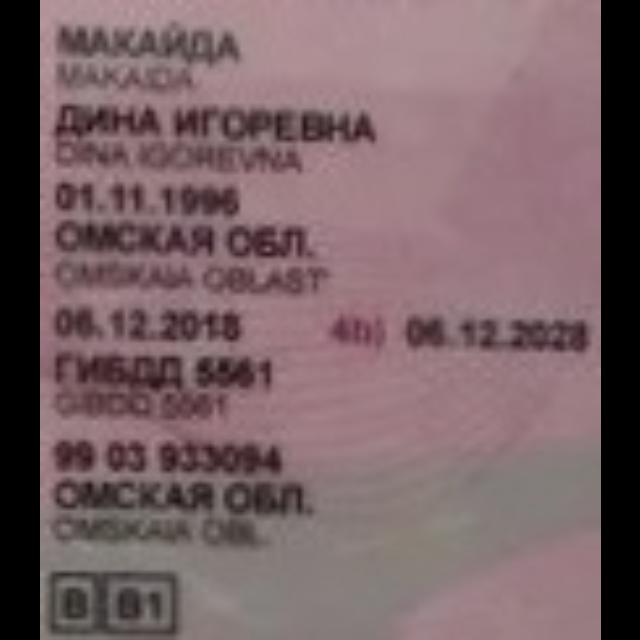 МАКАЙДА
MAKAIDA
ДИНА ИГОРЕВНА
DINA IGOREVNA
01.11.1996
ОМСКАЯ ОБЛ.
OMSKAIA OBLAST'
06.12.2018 4b) 06.12.2028
ГИБДД 5561
GIBDD 5561
99 03 933094
ОМСКАЯ ОБЛ.
OMSKAIA OBL.
B B1